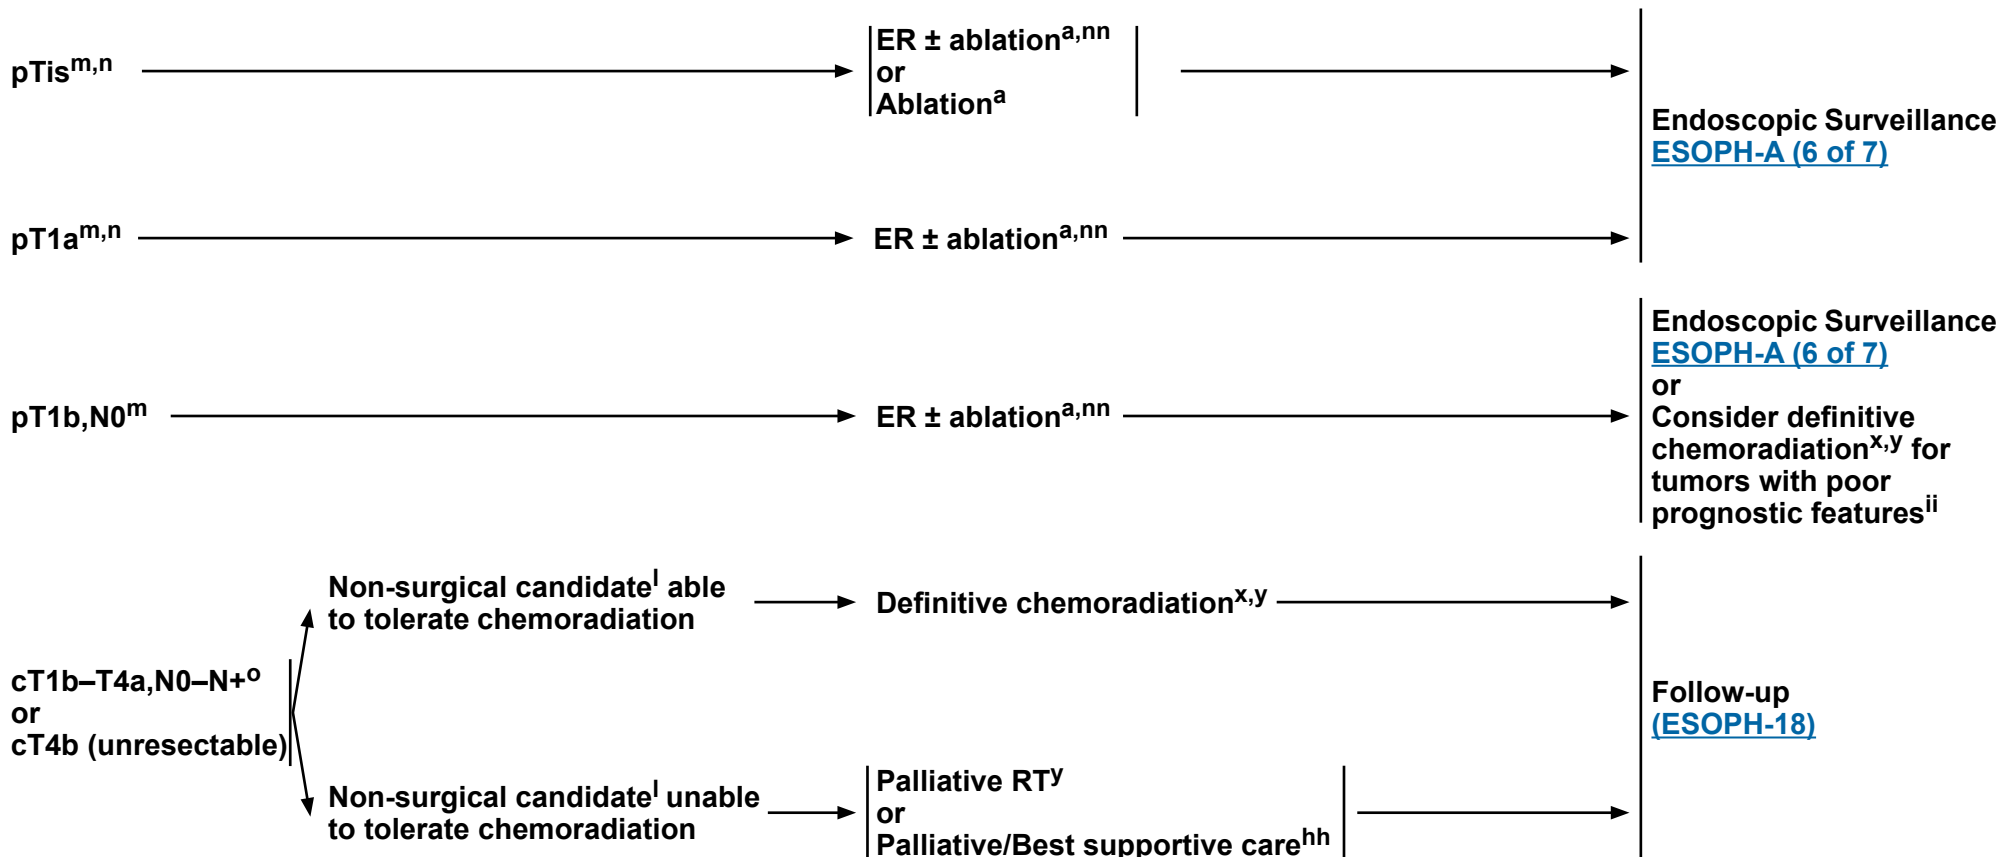 pTis^m,n
ER ± ablation^a,nn
or
Ablation^a
Endoscopic Surveillance
ESOPH-A (6 of 7)
pT1a^m,n
ER ± ablation^a,nn
pT1b,N0^m
ER ± ablation^a,nn
Endoscopic Surveillance
ESOPH-A (6 of 7)
or
Consider definitive
chemoradiation^x,y for
tumors with poor
prognostic features^ii
cT1b–T4a,N0–N+^o
or
cT4b (unresectable)
Non-surgical candidate^l able
to tolerate chemoradiation
Definitive chemoradiation^x,y
Non-surgical candidate^l unable
to tolerate chemoradiation
Palliative RT^y
or
Palliative/Best supportive care^hh
Follow-up
(ESOPH-18)